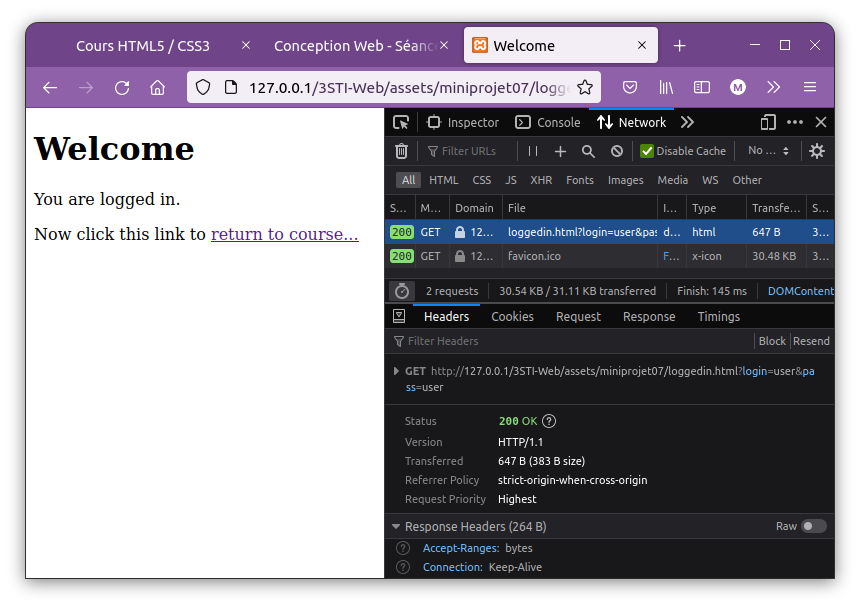 Cours HTML5 / CSS3
Conception Web - Séanc
Welcome
127.0.0.1/3STI-Web/assets/miniprojet07/logg
M
Welcome
You are logged in.
Now click this link to return to course...
Inspector Console Network
Filter URLs Disable Cache No ...
All HTML CSS JS XHR Fonts Images Media WS Other
S... M... Domain File I... Type Transfe... S...
200 GET 12... loggedin.html?login=user&pas d... html 647 B 3...
200 GET 12... favicon.ico F... x-icon 30.48 KB 3...
2 requests 30.54 KB / 31.11 KB transferred Finish: 145 ms DOMContent
Headers Cookies Request Response Timings
Filter Headers Block Resend
GET http://127.0.0.1/3STI-Web/assets/miniprojet07/loggedin.html?login=user&pa
ss=user
Status 200 OK ?
Version HTTP/1.1
Transferred 647 B (383 B size)
Referrer Policy strict-origin-when-cross-origin
Request Priority Highest
Response Headers (264 B) Raw
? Accept-Ranges: bytes
? Connection: Keep-Alive